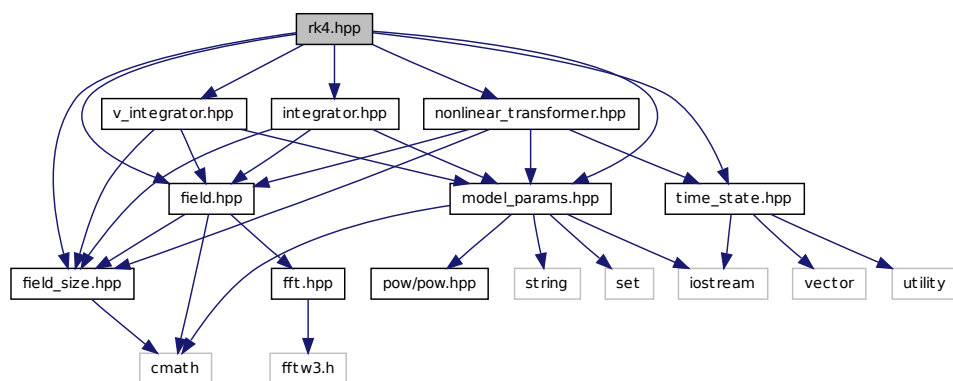 rk4.hpp
v_integrator.hpp
integrator.hpp
nonlinear_transformer.hpp
field.hpp
model_params.hpp
time_state.hpp
field_size.hpp
fft.hpp
pow/pow.hpp
string
set
iostream
vector
utility
cmath
fftw3.h